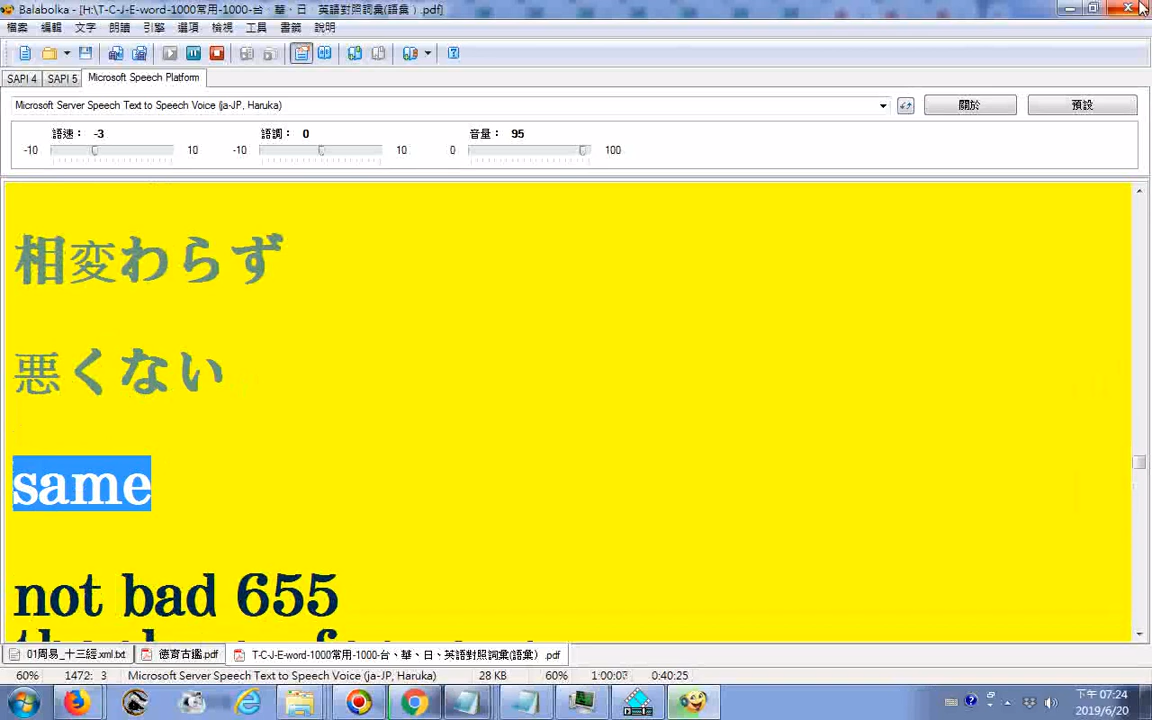 Balabolka - [H:\T-C-J-E-word-1000常用-1000-台、華、日、英語對照詞彙(語彙).pdf]
檔案 編輯 文字 朗讀 引擎 選項 檢視 工具 書籤 說明
SAPI 4 SAPI 5 Microsoft Speech Platform
Microsoft Server Speech Text to Speech Voice (ja-JP, Haruka) 關於 預設
語速： -3 語調： 0 音量： 95
-10 10 -10 10 0 100
相変わらず
悪くない
same
not bad 655
01周易_十三經.xml.txt 德育古鑑.pdf T-C-J-E-word-1000常用-1000-台、華、日、英語對照詞彙(語彙) .pdf
60% 1472: 3 Microsoft Server Speech Text to Speech Voice (ja-JP, Haruka) 28 KB 60% 1:00:03 0:40:25
下午 07:24
2019/6/20